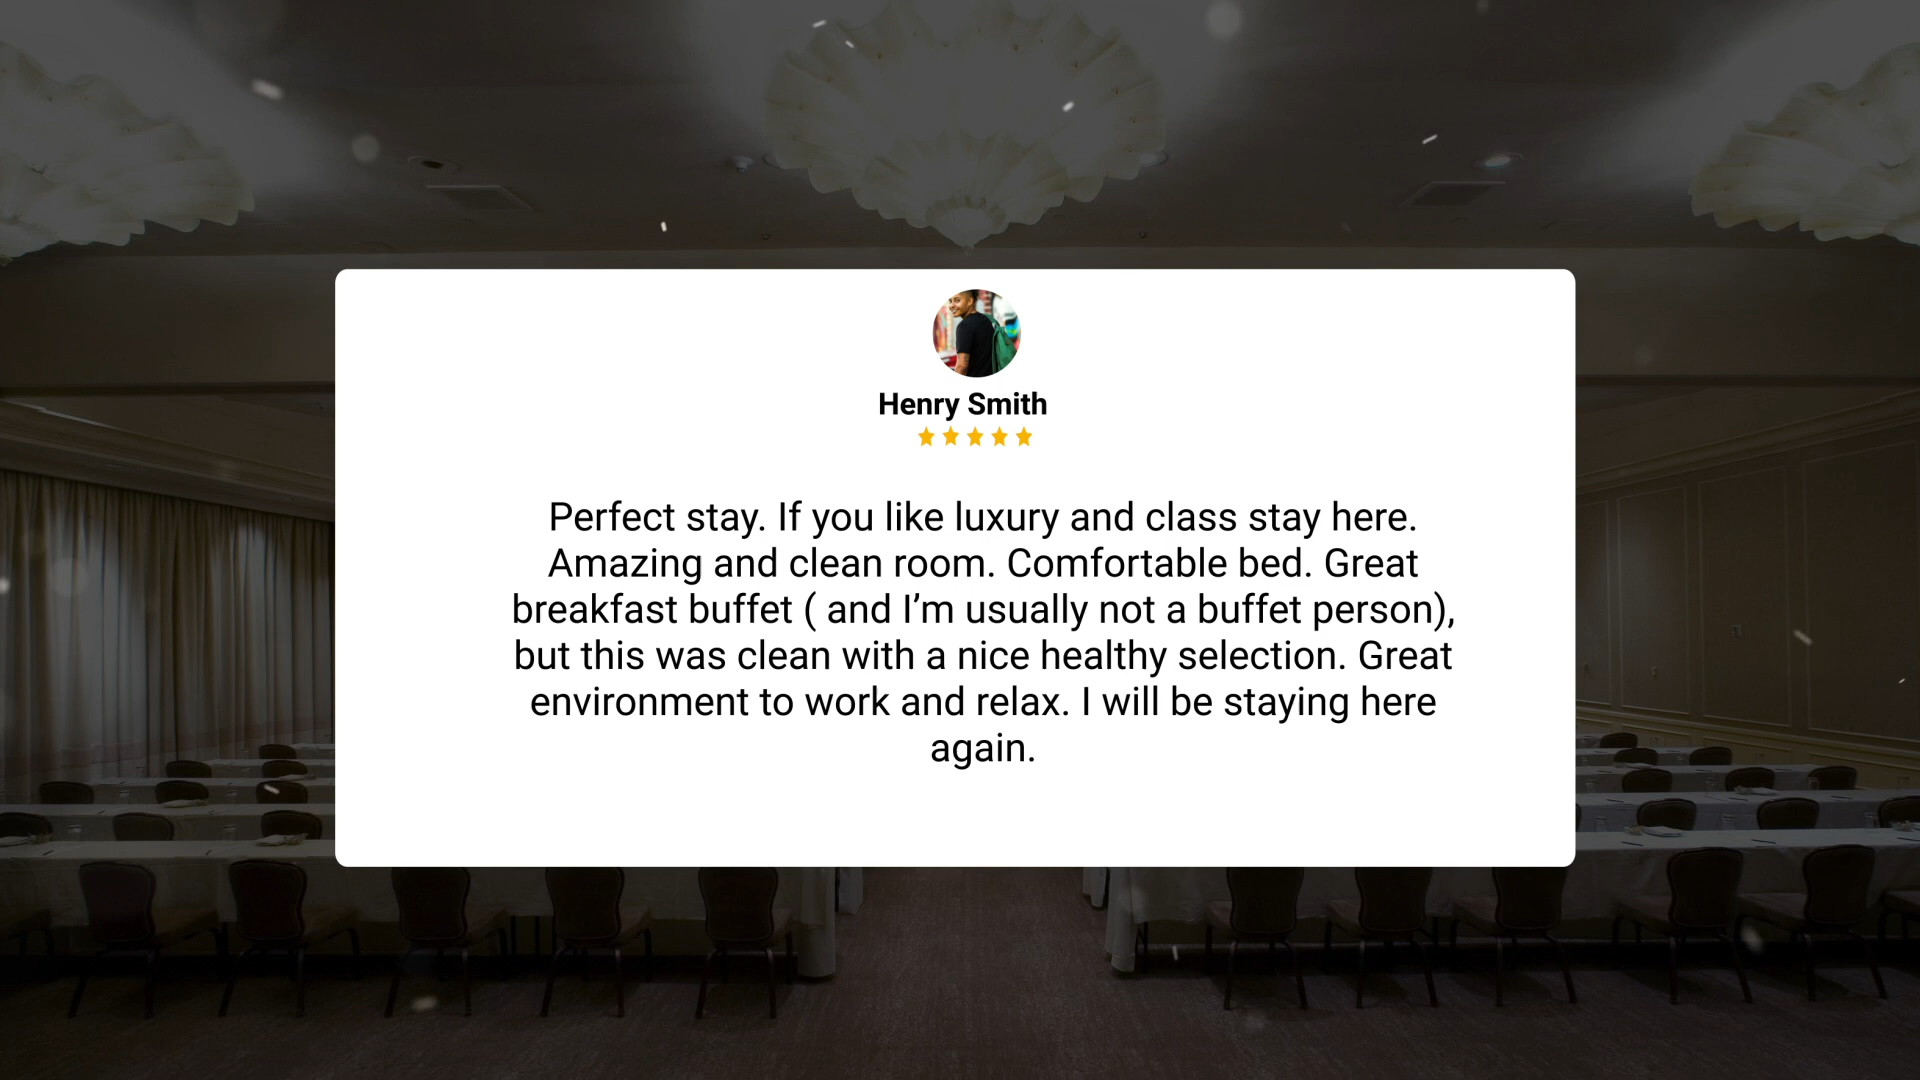 Henry Smith
Perfect stay. If you like luxury and class stay here.
Amazing and clean room. Comfortable bed. Great
breakfast buffet ( and I’m usually not a buffet person),
but this was clean with a nice healthy selection. Great
environment to work and relax. I will be staying here
again.